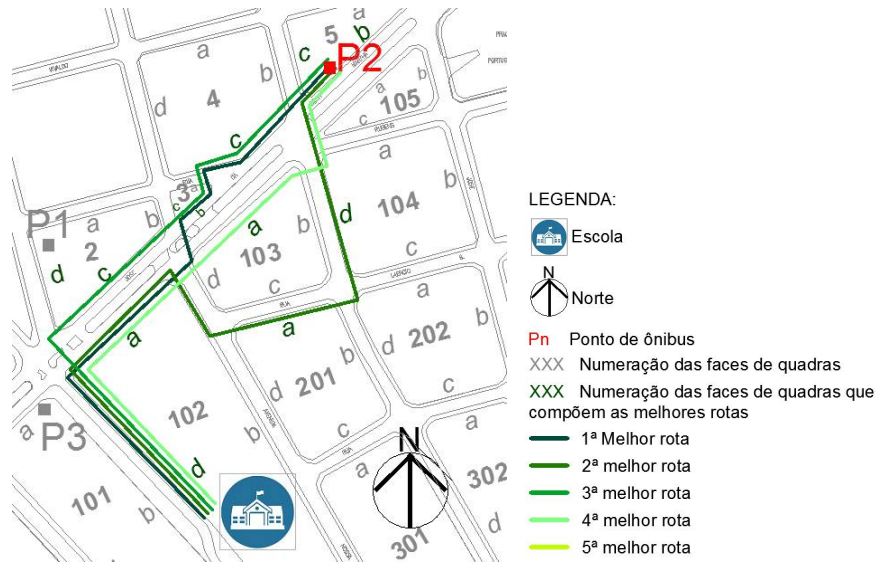 5
b
a
c
P2
a
b
b
4
d
105
c
c
a
3
a
c
b
b
d
a
104
b
P1
a
b
2
d
c
a
103
b
d
c
c
a
a
a
202
b
d
b
201
d
c
c
102
P3
a
d
b
101
b
a
a
302
301
d
N
LEGENDA:
Escola
N
Norte
Pn Ponto de ônibus
XXX Numeração das faces de quadras
XXX Numeração das faces de quadras que
compõem as melhores rotas
1ª Melhor rota
2ª melhor rota
3ª melhor rota
4ª melhor rota
5ª melhor rota